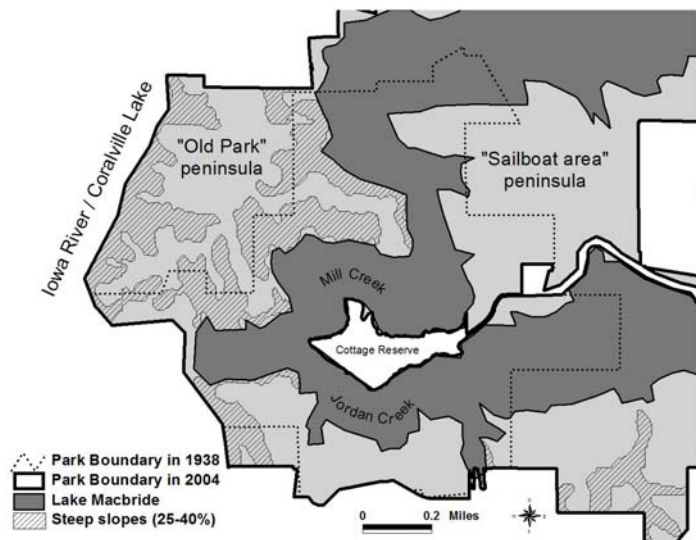 "Old Park"
peninsula
"Sailboat area"
peninsula
Iowa River / Coralville Lake
Mill Creek
Cottage Reserve
Jordan Creek
Park Boundary in 1938
Park Boundary in 2004
Lake Macbride
Steep slopes (25-40%)
0 0.2 Miles